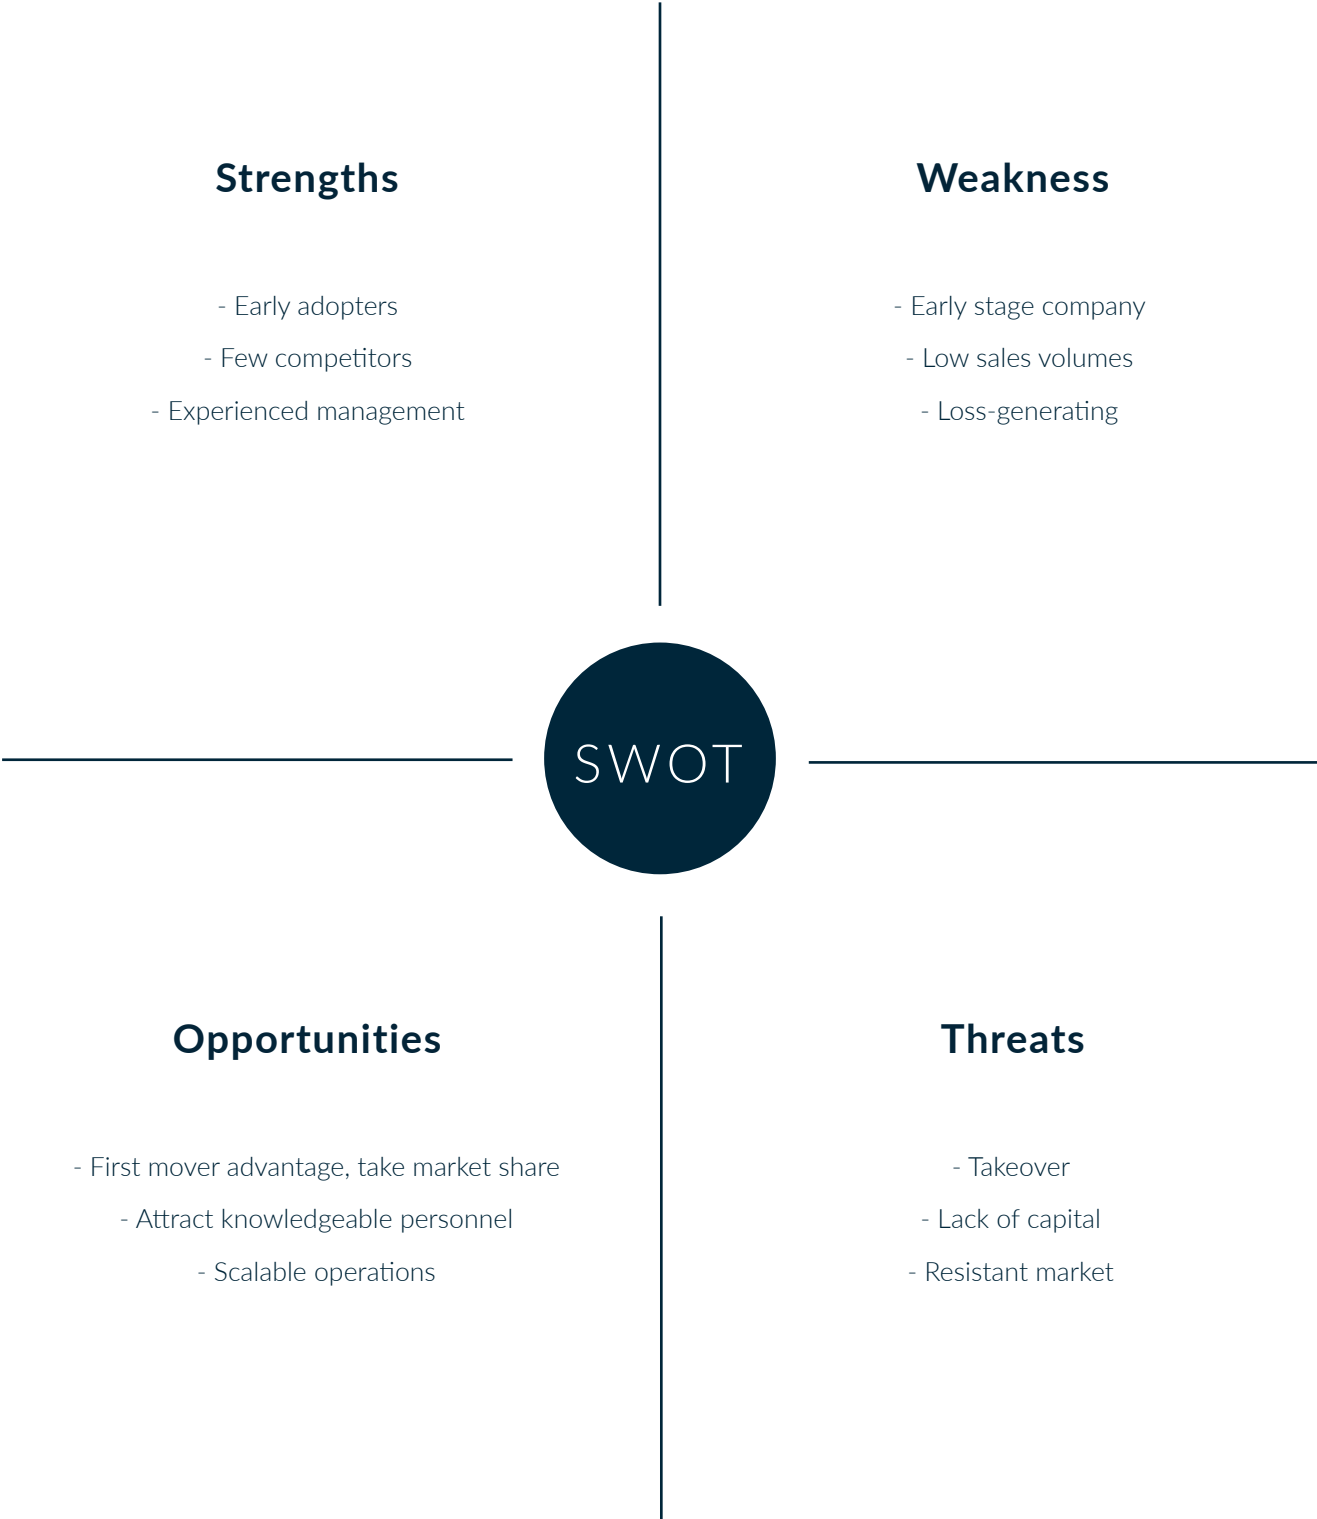 Strengths
- Early adopters
- Few competitors
- Experienced management
Weakness
- Early stage company
- Low sales volumes
- Loss-generating
SWOT
Opportunities
- First mover advantage, take market share
- Attract knowledgeable personnel
- Scalable operations
Threats
- Takeover
- Lack of capital
- Resistant market